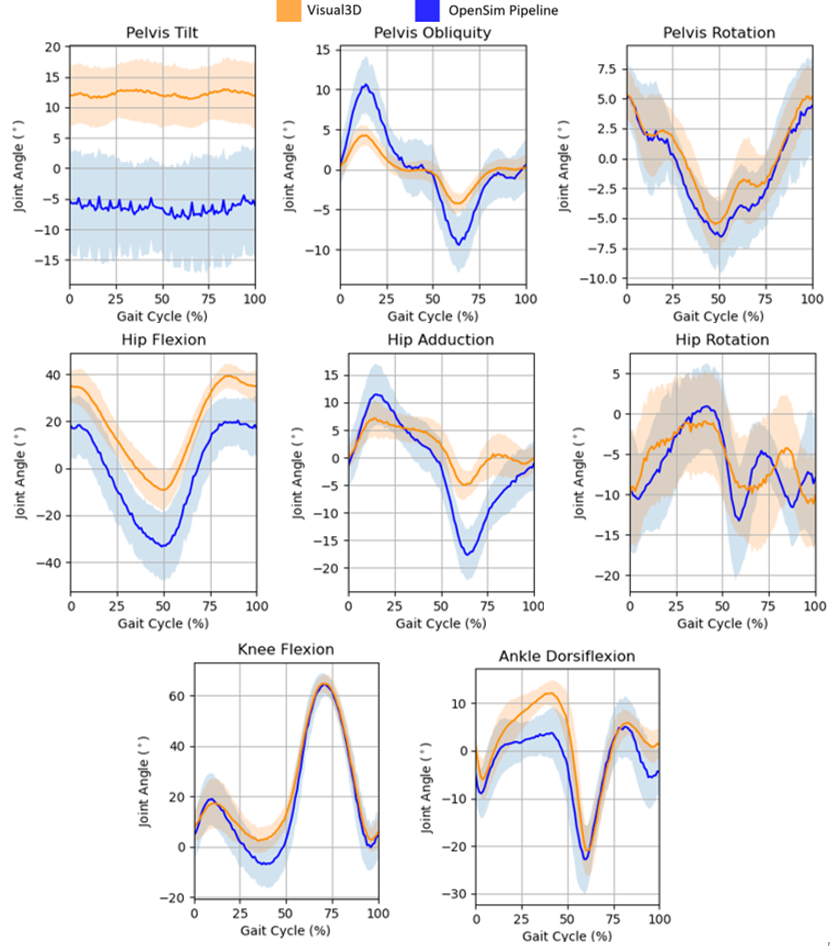 Visual3D OpenSim Pipeline
Pelvis Tilt
20
15
10
5
0
−5
−10
−15
Joint Angle (°)
0 25 50 75 100
Gait Cycle (%)
Pelvis Obliquity
15
10
5
0
−5
−10
Joint Angle (°)
0 25 50 75 100
Gait Cycle (%)
Pelvis Rotation
7.5
5.0
2.5
0.0
−2.5
−5.0
−7.5
−10.0
Joint Angle (°)
0 25 50 75 100
Gait Cycle (%)
Hip Flexion
40
20
0
−20
−40
Joint Angle (°)
0 25 50 75 100
Gait Cycle (%)
Hip Adduction
15
10
5
0
−5
−10
−15
−20
Joint Angle (°)
0 25 50 75 100
Gait Cycle (%)
Hip Rotation
5
0
−5
−10
−15
−20
Joint Angle (°)
0 25 50 75 100
Gait Cycle (%)
Knee Flexion
60
40
20
0
−20
Joint Angle (°)
0 25 50 75 100
Gait Cycle (%)
Ankle Dorsiflexion
10
0
−10
−20
−30
Joint Angle (°)
0 25 50 75 100
Gait Cycle (%)